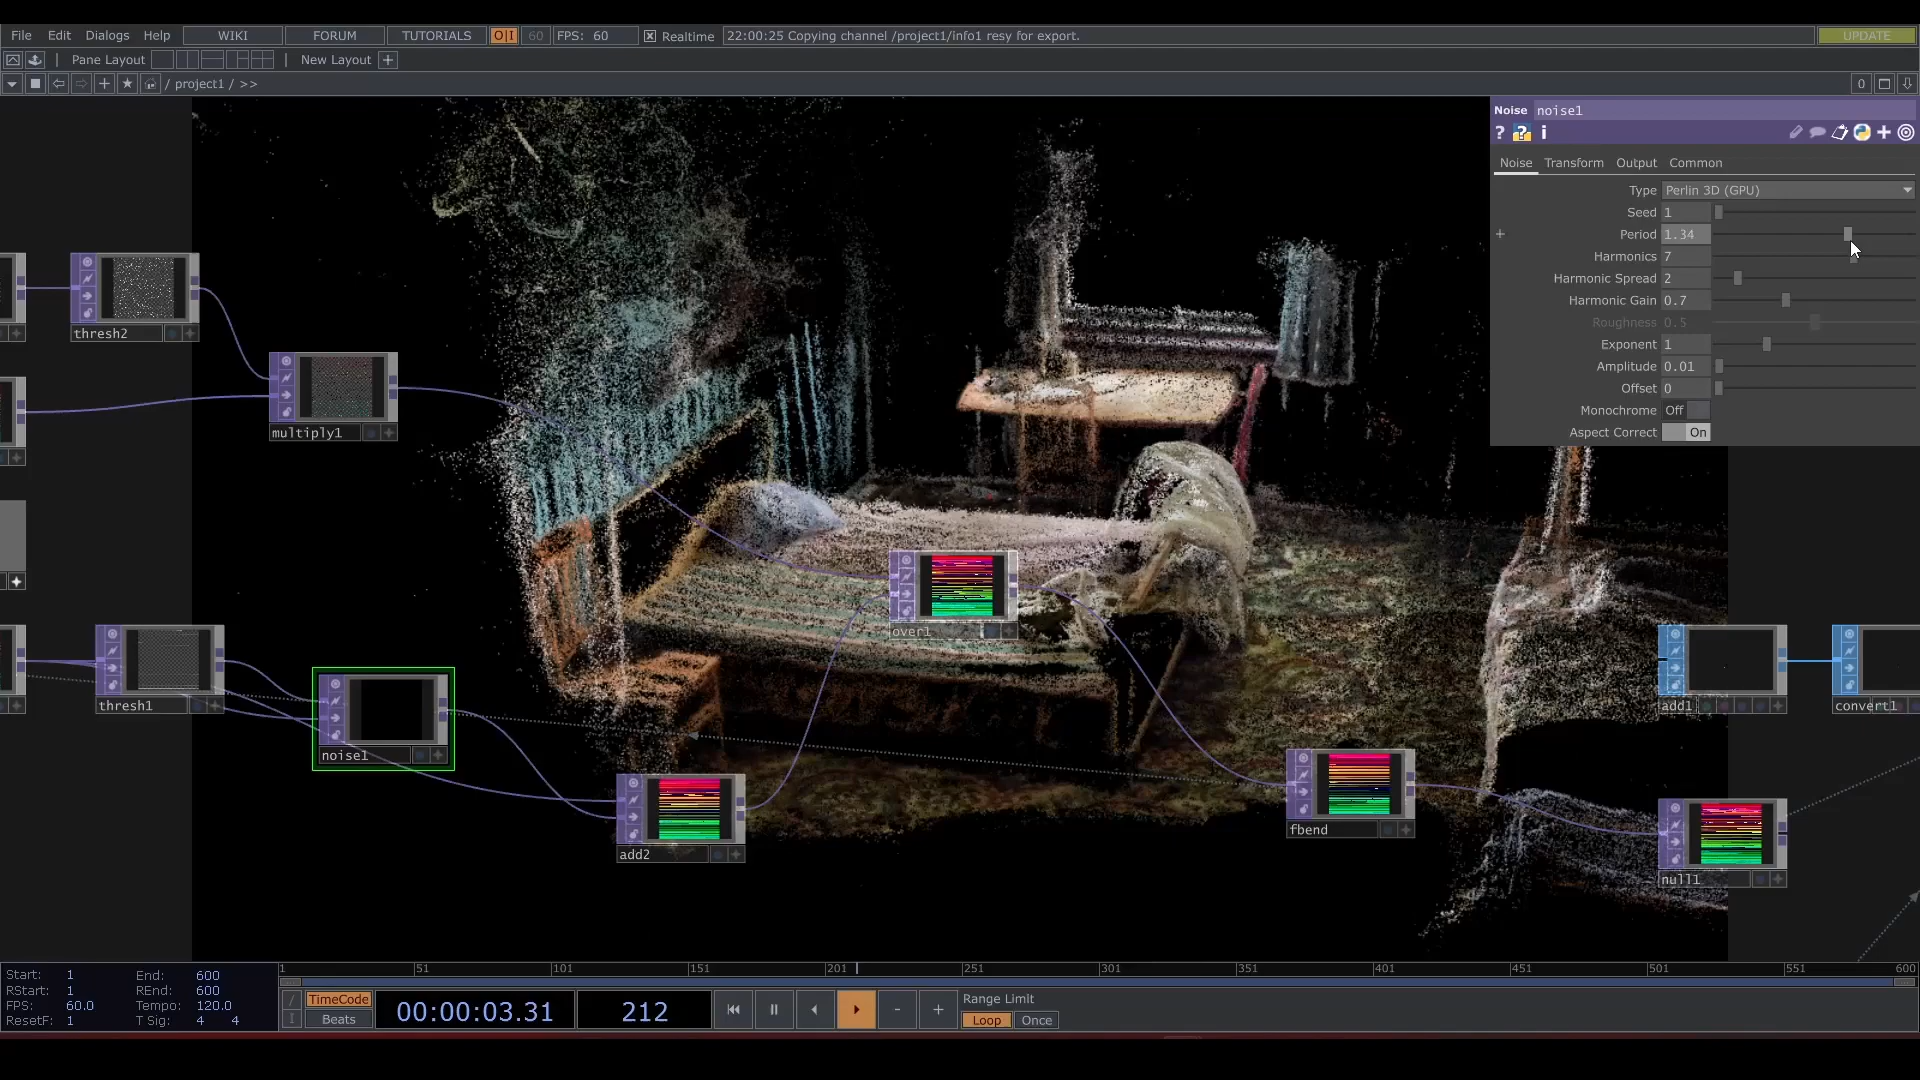 File Edit Dialogs Help WIKI FORUM TUTORIALS O|I 60 FPS: 60 Realtime 22:00:25 Copying channel /project1/info1 resy for export. UPDATE
Pane Layout New Layout +
/ project1 / >> 0
Noise noise1
? ? i
Noise Transform Output Common
Type Perlin 3D (GPU)
Seed 1
+ Period 1.34
Harmonics 7
Harmonic Spread 2
Harmonic Gain 0.7
Roughness 0.5
Exponent 1
Amplitude 0.01
Offset 0
Monochrome Off
Aspect Correct On
thresh2
multiply1
over1
thresh1
noise1
add2
fbend
add1
convert1
null1
1 51 101 151 201 251 301 351 401 451 501 551 600
Start: 1 End: 600
RStart: 1 REnd: 600
FPS: 60.0 Tempo: 120.0
ResetF: 1 T Sig: 4 4
TimeCode
Beats
00:00:03.31 212
- +
Range Limit
Loop Once